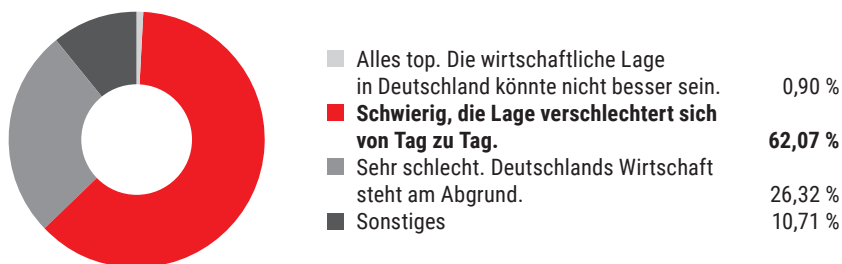 Alles top. Die wirtschaftliche Lage
in Deutschland könnte nicht besser sein. 0,90 %
Schwierig, die Lage verschlechtert sich
von Tag zu Tag. 62,07 %
Sehr schlecht. Deutschlands Wirtschaft
steht am Abgrund. 26,32 %
Sonstiges 10,71 %